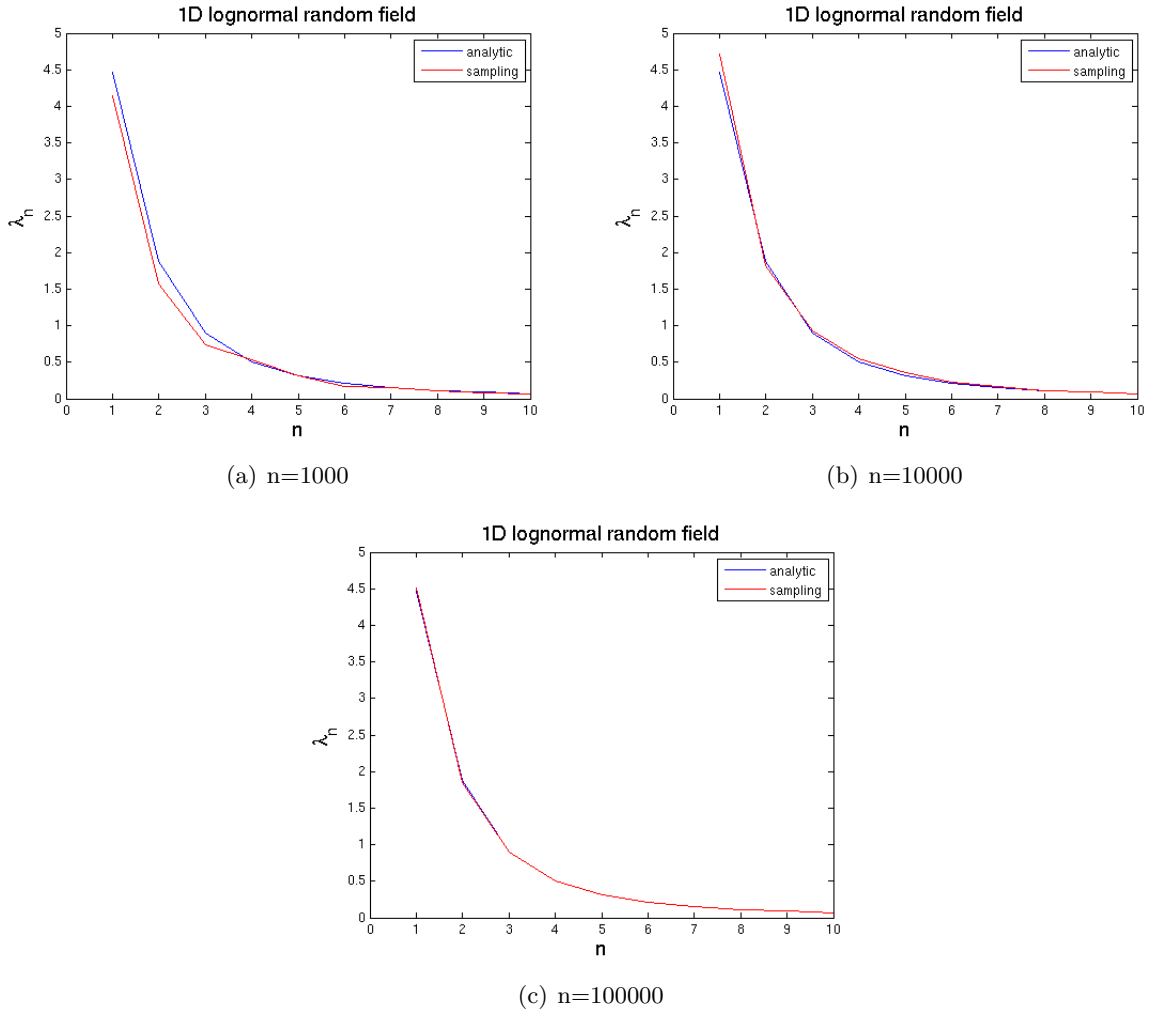 1D lognormal random field
analytic
sampling
5
4.5
4
3.5
3
2.5
2
1.5
1
0.5
0
0 1 2 3 4 5 6 7 8 9 10
λn
n
(a) n=1000
1D lognormal random field
analytic
sampling
5
4.5
4
3.5
3
2.5
2
1.5
1
0.5
0
0 1 2 3 4 5 6 7 8 9 10
λn
n
(b) n=10000
1D lognormal random field
analytic
sampling
5
4.5
4
3.5
3
2.5
2
1.5
1
0.5
0
0 1 2 3 4 5 6 7 8 9 10
λn
n
(c) n=100000